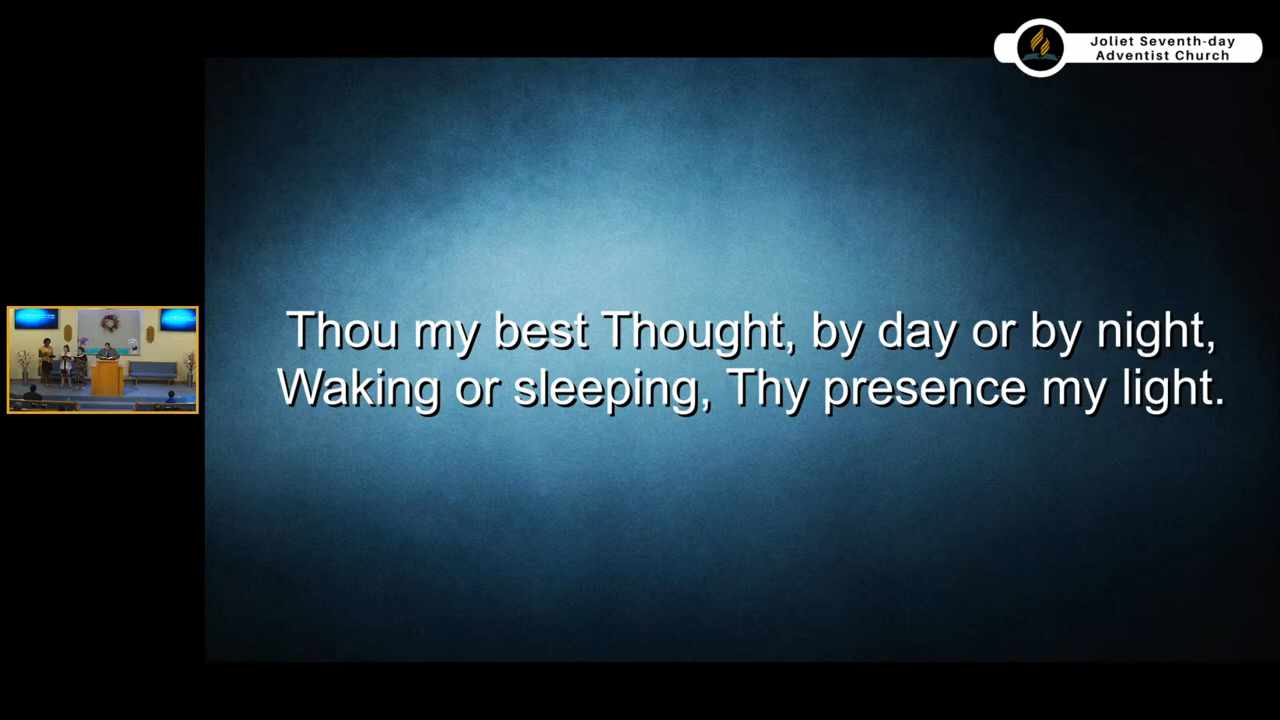 Joliet Seventh-day
Adventist Church
Thou my best Thought, by day or by night,
Waking or sleeping, Thy presence my light.